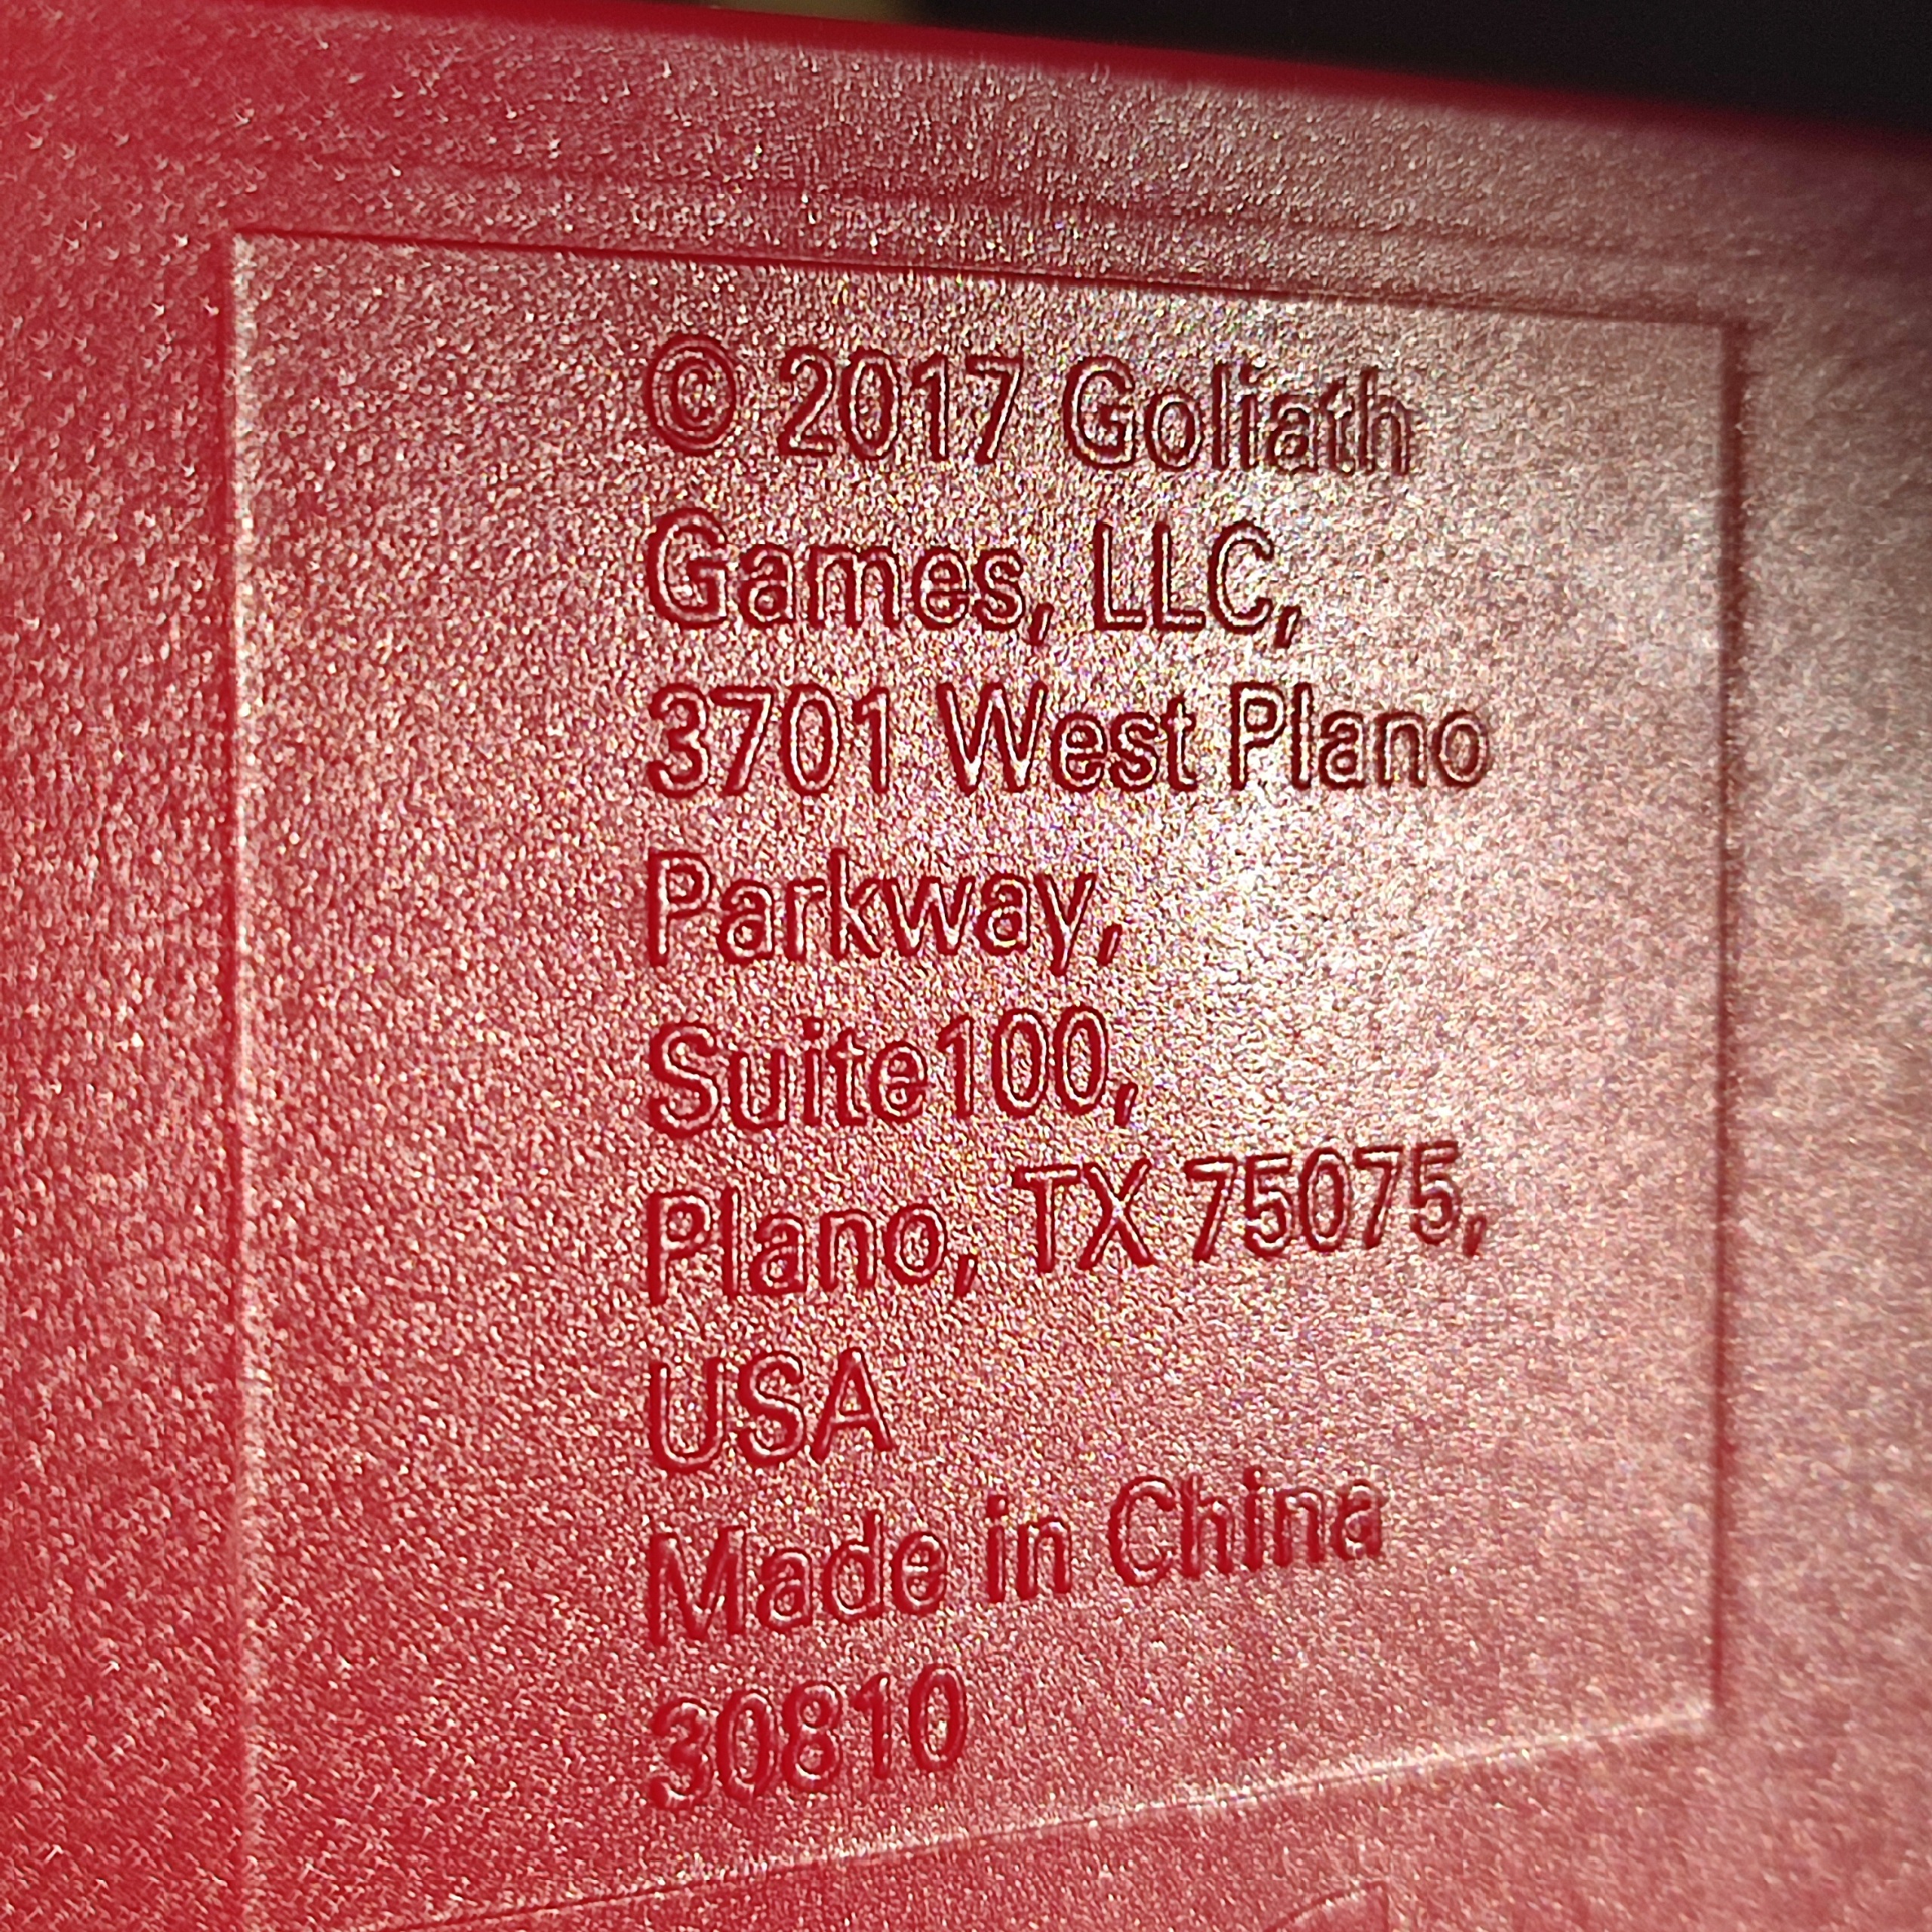 © 2017 Goliath
Games, LLC,
3701 West Plano
Parkway,
Suite100,
Plano, TX 75075,
USA
Made in China
30810